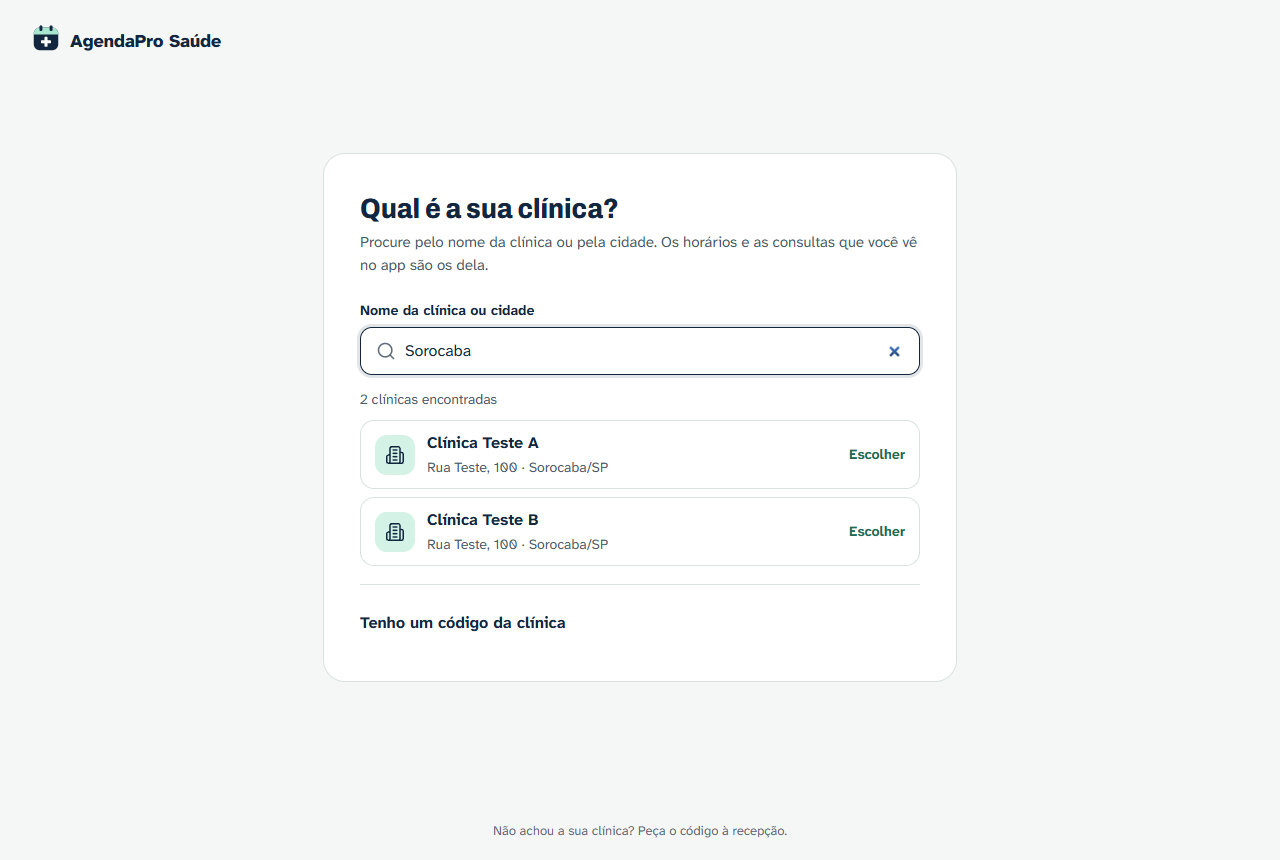 AgendaPro Saúde
Qual é a sua clínica?
Procure pelo nome da clínica ou pela cidade. Os horários e as consultas que você vê
no app são os dela.
Nome da clínica ou cidade
Sorocaba
2 clínicas encontradas
Clínica Teste A
Rua Teste, 100 · Sorocaba/SP
Escolher
Clínica Teste B
Rua Teste, 100 · Sorocaba/SP
Escolher
Tenho um código da clínica
Não achou a sua clínica? Peça o código à recepção.